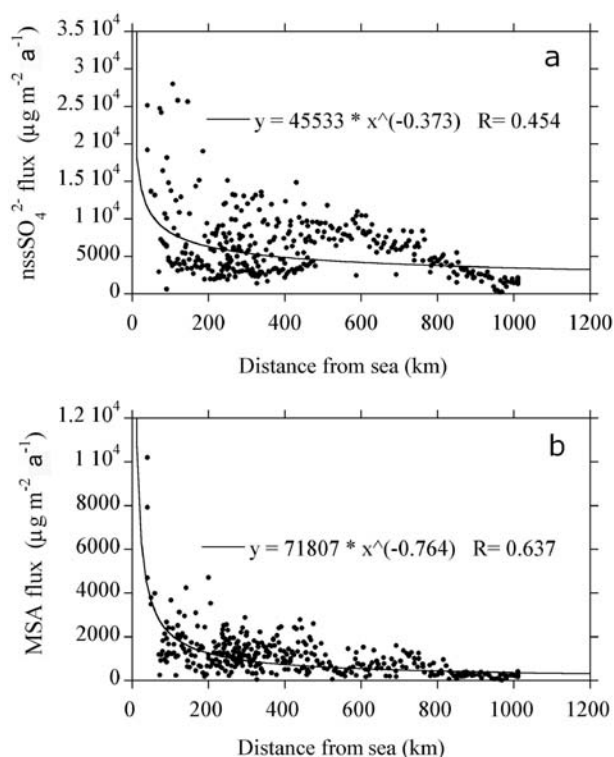 3.5 10⁴
3 10⁴
2.5 10⁴
2 10⁴
1.5 10⁴
1 10⁴
5000
0
nssSO₄²⁻ flux (µg m⁻² a⁻¹)
a
y = 45533 * x^(-0.373) R= 0.454
0 200 400 600 800 1000 1200
Distance from sea (km)
1.2 10⁴
1 10⁴
8000
6000
4000
2000
0
MSA flux (µg m⁻² a⁻¹)
b
y = 71807 * x^(-0.764) R= 0.637
0 200 400 600 800 1000 1200
Distance from sea (km)